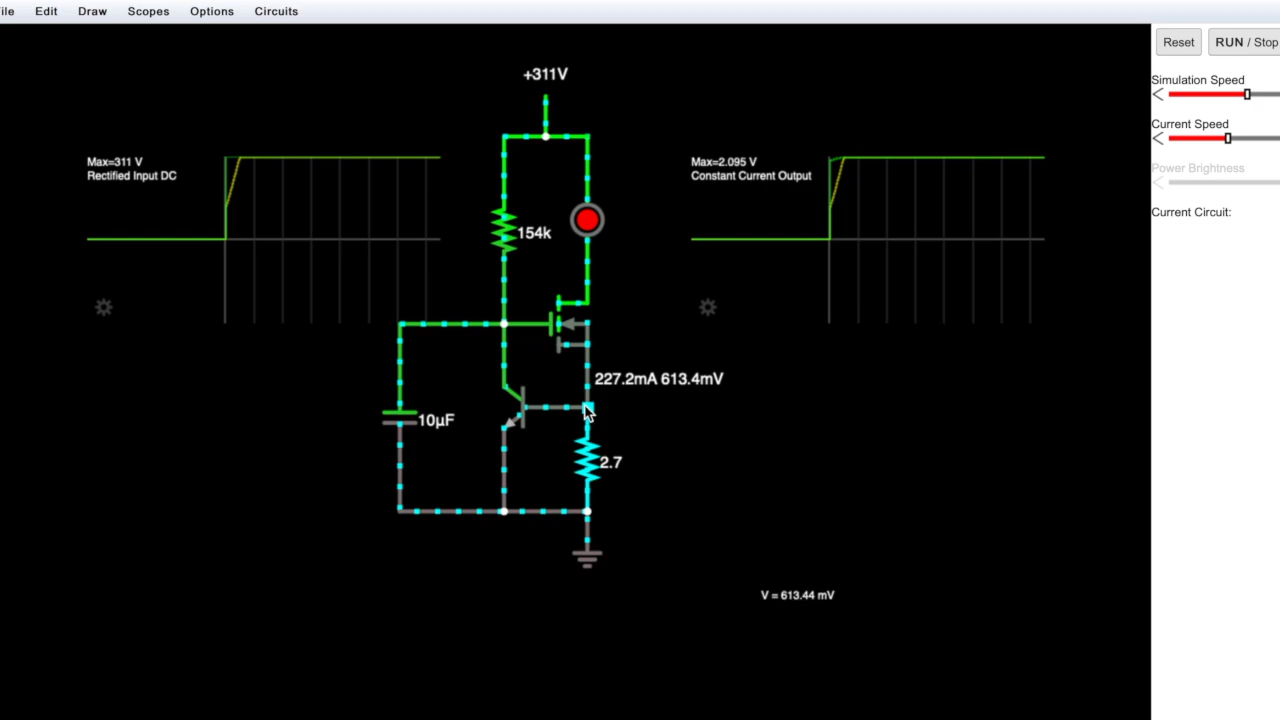 ile Edit Draw Scopes Options Circuits
Reset
RUN / Stop
Simulation Speed
Current Speed
Power Brightness
Current Circuit:
+311V
Max=311 V
Rectified Input DC
Max=2.095 V
Constant Current Output
154k
227.2mA 613.4mV
10µF
2.7
V = 613.44 mV